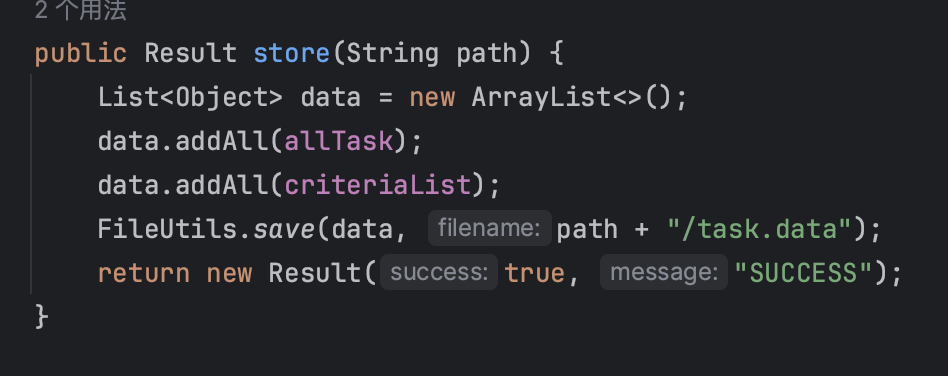 2 个用法
public Result store(String path) {
    List<Object> data = new ArrayList<>();
    data.addAll(allTask);
    data.addAll(criteriaList);
    FileUtils.save(data, filename: path + "/task.data");
    return new Result( success: true, message: "SUCCESS");
}